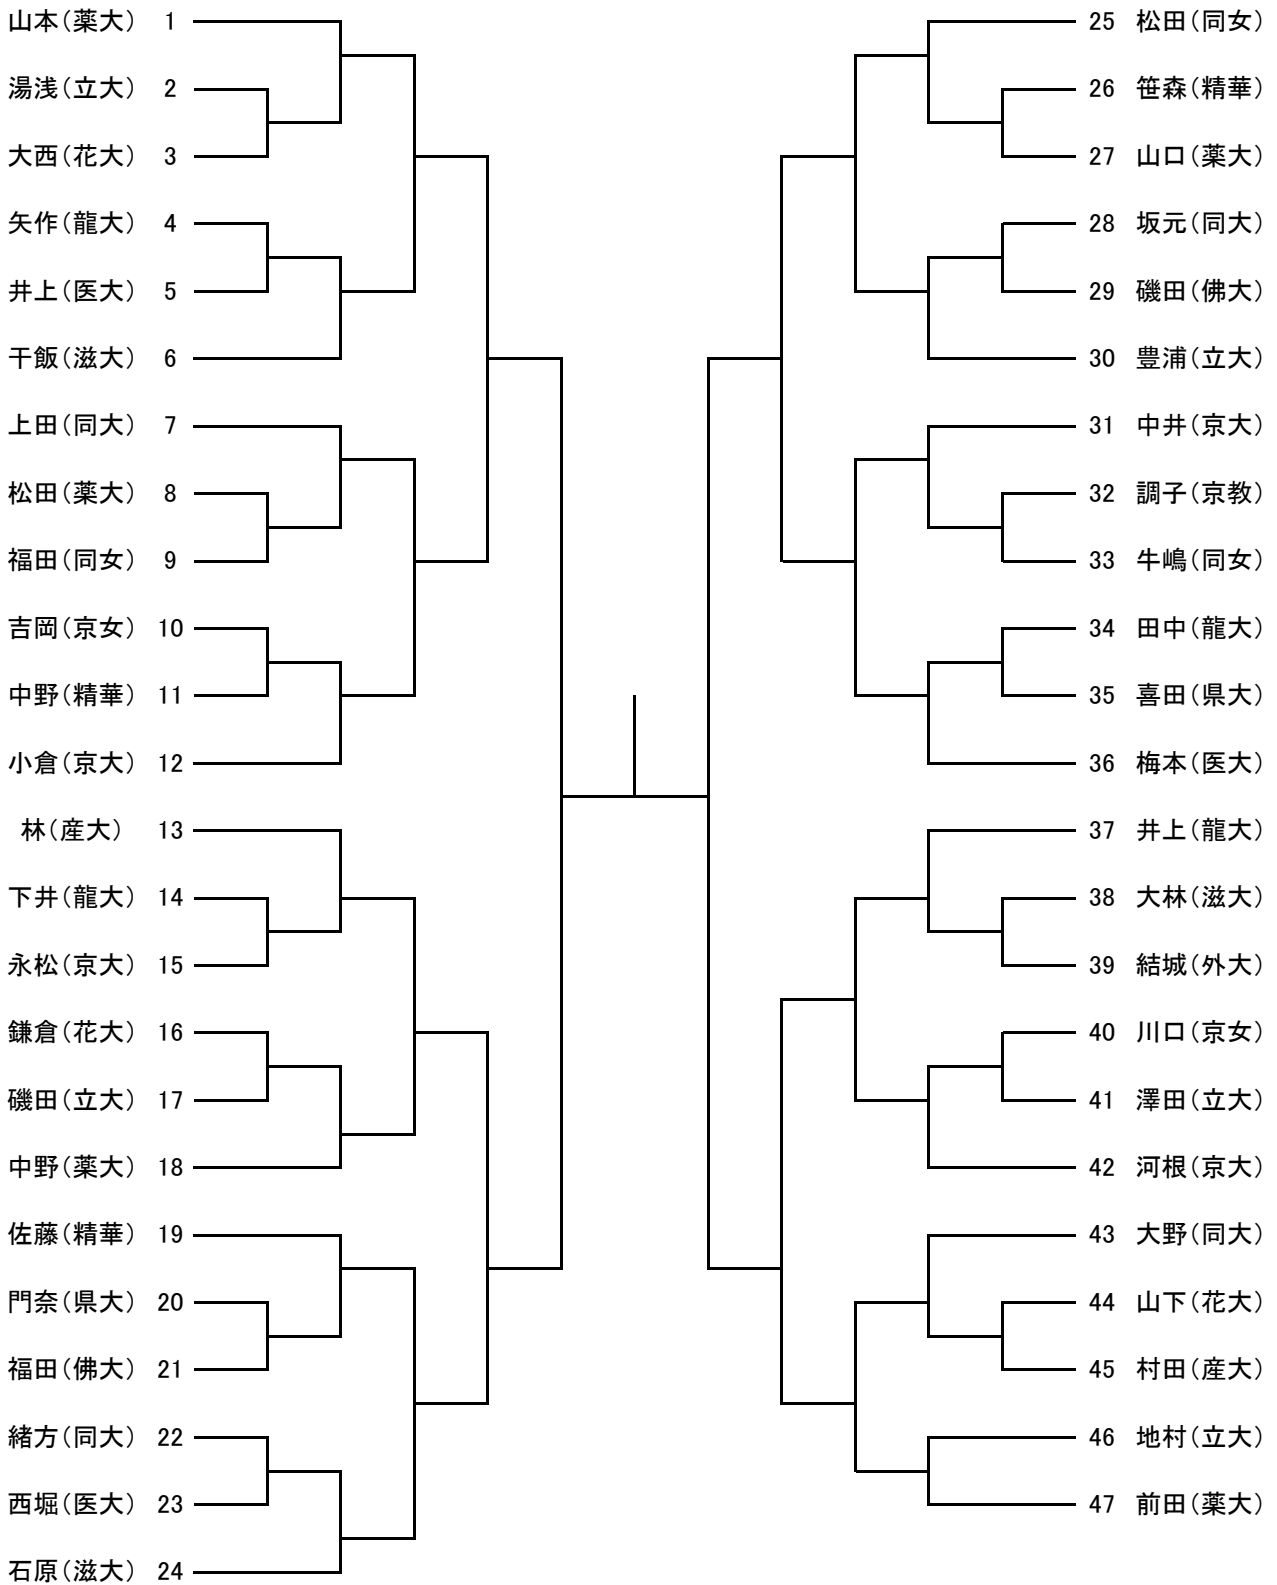 山本（薬大） 1
湯浅（立大） 2
大西（花大） 3
矢作（龍大） 4
井上（医大） 5
干飯（滋大） 6
上田（同大） 7
松田（薬大） 8
福田（同女） 9
吉岡（京女） 10
中野（精華） 11
小倉（京大） 12
林（産大） 13
下井（龍大） 14
永松（京大） 15
鎌倉（花大） 16
磯田（立大） 17
中野（薬大） 18
佐藤（精華） 19
門奈（県大） 20
福田（佛大） 21
緒方（同大） 22
西堀（医大） 23
石原（滋大） 24
25 松田（同女）
26 笹森（精華）
27 山口（薬大）
28 坂元（同大）
29 磯田（佛大）
30 豊浦（立大）
31 中井（京大）
32 調子（京教）
33 牛嶋（同女）
34 田中（龍大）
35 喜田（県大）
36 梅本（医大）
37 井上（龍大）
38 大林（滋大）
39 結城（外大）
40 川口（京女）
41 澤田（立大）
42 河根（京大）
43 大野（同大）
44 山下（花大）
45 村田（産大）
46 地村（立大）
47 前田（薬大）